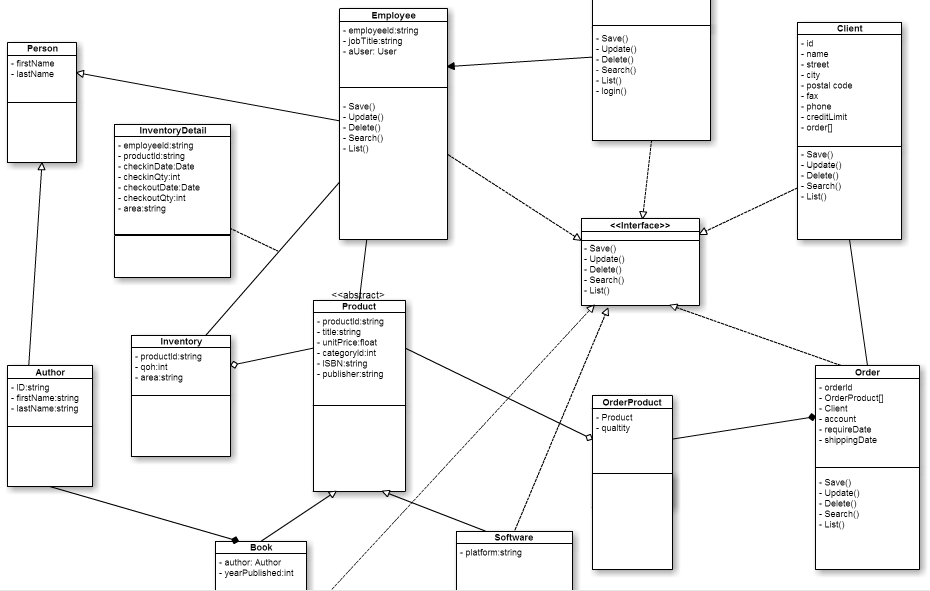 Employee
- employeeId:string
- jobTitle:string
- aUser: User
- Save()
- Update()
- Delete()
- Search()
- List()
- Save()
- Update()
- Delete()
- Search()
- List()
- login()
Client
- id
- name
- street
- city
- postal code
- fax
- phone
- creditLimit
- order[]
- Save()
- Update()
- Delete()
- Search()
- List()
Person
- firstName
- lastName
InventoryDetail
- employeeId:string
- productId:string
- checkinDate:Date
- checkinQty:int
- checkoutDate:Date
- checkoutQty:int
- area:string
<<Interface>>
- Save()
- Update()
- Delete()
- Search()
- List()
<<abstract>
Product
- productId:string
- title:string
- unitPrice:float
- categoryId:int
- ISBN:string
- publisher:string
Inventory
- productId:string
- qoh:int
- area:string
Author
- ID:string
- firstName:string
- lastName:string
OrderProduct
- Product
- qualtity
Order
- orderId
- OrderProduct[]
- Client
- account
- requireDate
- shippingDate
- Save()
- Update()
- Delete()
- Search()
- List()
Book
- author: Author
- yearPublished:int
Software
- platform:string